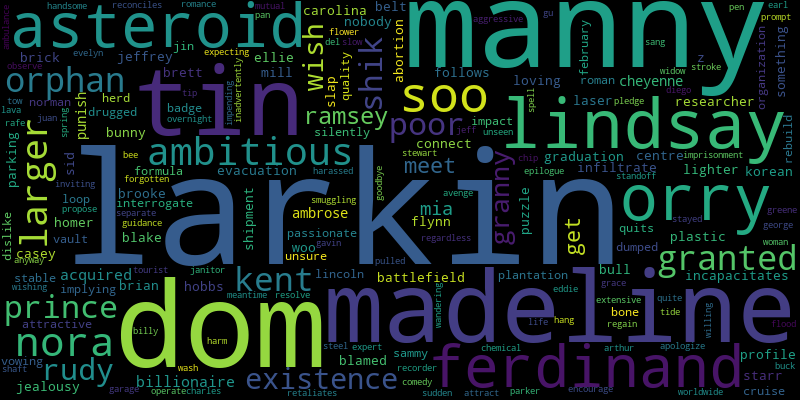 handsome reconciles romance mutual earl
asteroid pan carolina belt aggressive gu manny pen prompt
ambulance del slow flower nobody sang
observe jin expecting wish february z something
brick jeffrey ellie shik abortion follows roman cheyenne widow stroke organization
orphan tin brett mill quality loving diego
tow norman herd tip impending inadvertently slap soo laser researcher
lava juan punish drugged badge overnight ramsey impact spell pledge lindsay rebuild
rafe spring bunny silently poor jeff unseen
parking larger ambitious connect stewart chip graduation centre imprisonment
sld bee formula evacuation harassed meet granny epilogue infiltrate standoff lighter korean
inviting forgotten larkin goodbye avenge
loop brooke interrogate smuggling mia puzzle orry
propose separate shipment ambrose flynn stayed greene
dislike homer guidance passionate gavin regardless get quits plastic george
casey vault blake woo pulled dumped woman
anyway acquired tourist janitor unsure granted
stable brian kent lincoln battlefield plantation bull incapacitates
wishing implying hobbs meantime resolve wandering eddie grace extensive quite willing
prince dom madeline bone tide flood
attractive billy life hang regain
nora harm steel expert chemical arthur apologize
vowing rudy wash blamed sammy ferdinand profile
shaft billionaire existence recorder starr buck
jealousy garage operate charles retaliates comedy sudden attract parker encourage worldwide cruise